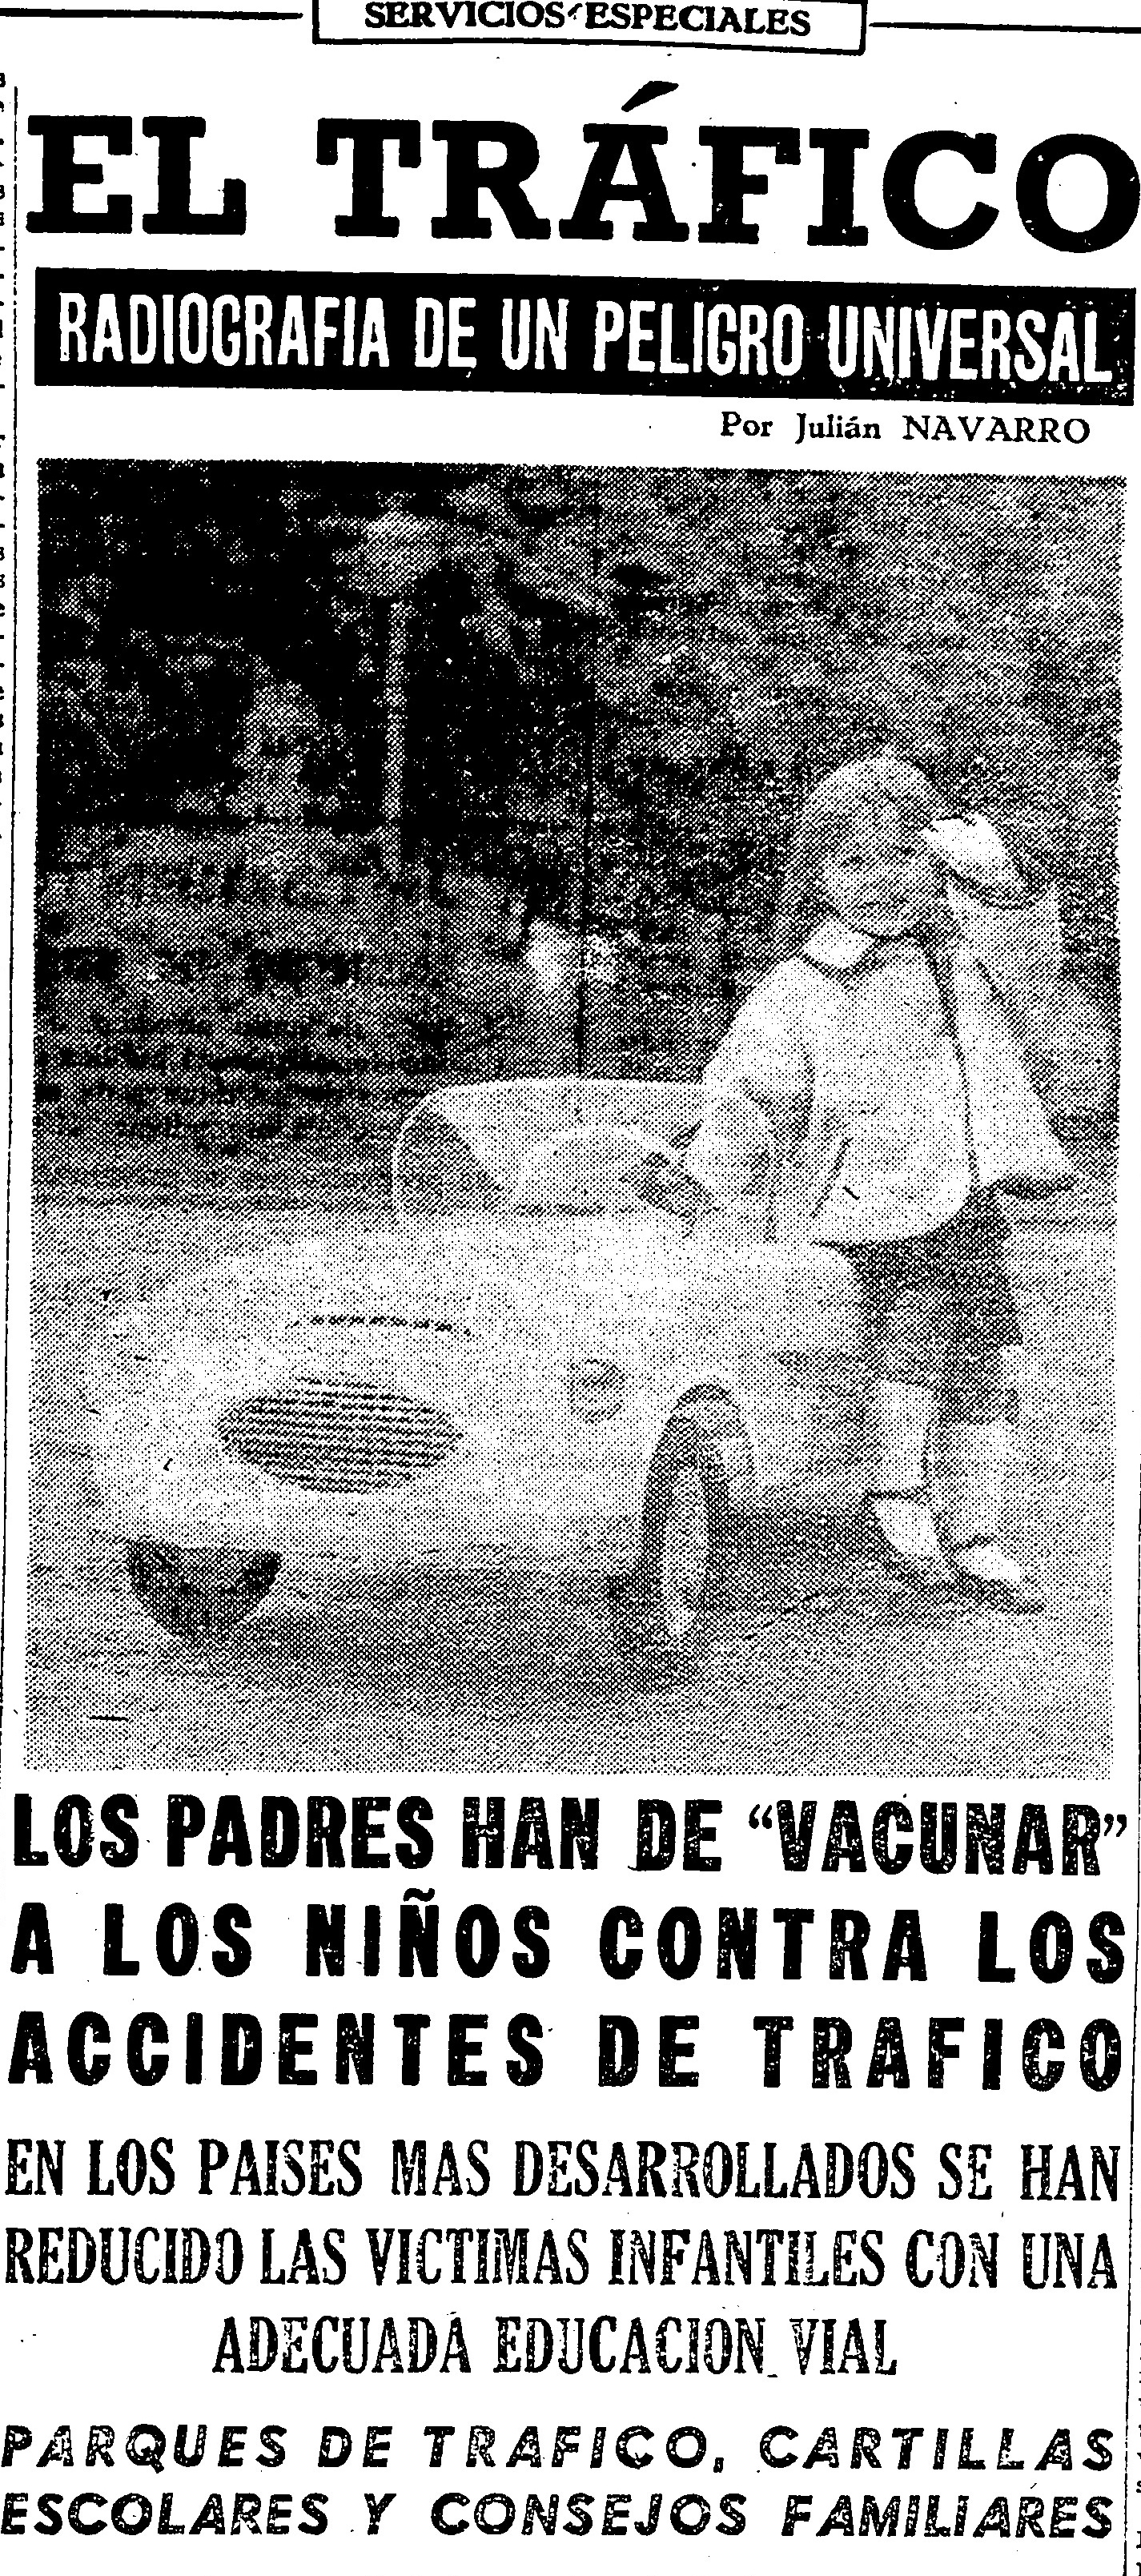 SERVICIOS ESPECIALES
EL TRÁFICO
RADIOGRAFIA DE UN PELIGRO UNIVERSAL
Por Julián NAVARRO
LOS PADRES HAN DE “VACUNAR”
A LOS NIÑOS CONTRA LOS
ACCIDENTES DE TRAFICO
EN LOS PAISES MAS DESARROLLADOS SE HAN
REDUCIDO LAS VICTIMAS INFANTILES CON UNA
ADECUADA EDUCACION VIAL
PARQUES DE TRAFICO, CARTILLAS
ESCOLARES Y CONSEJOS FAMILIARES